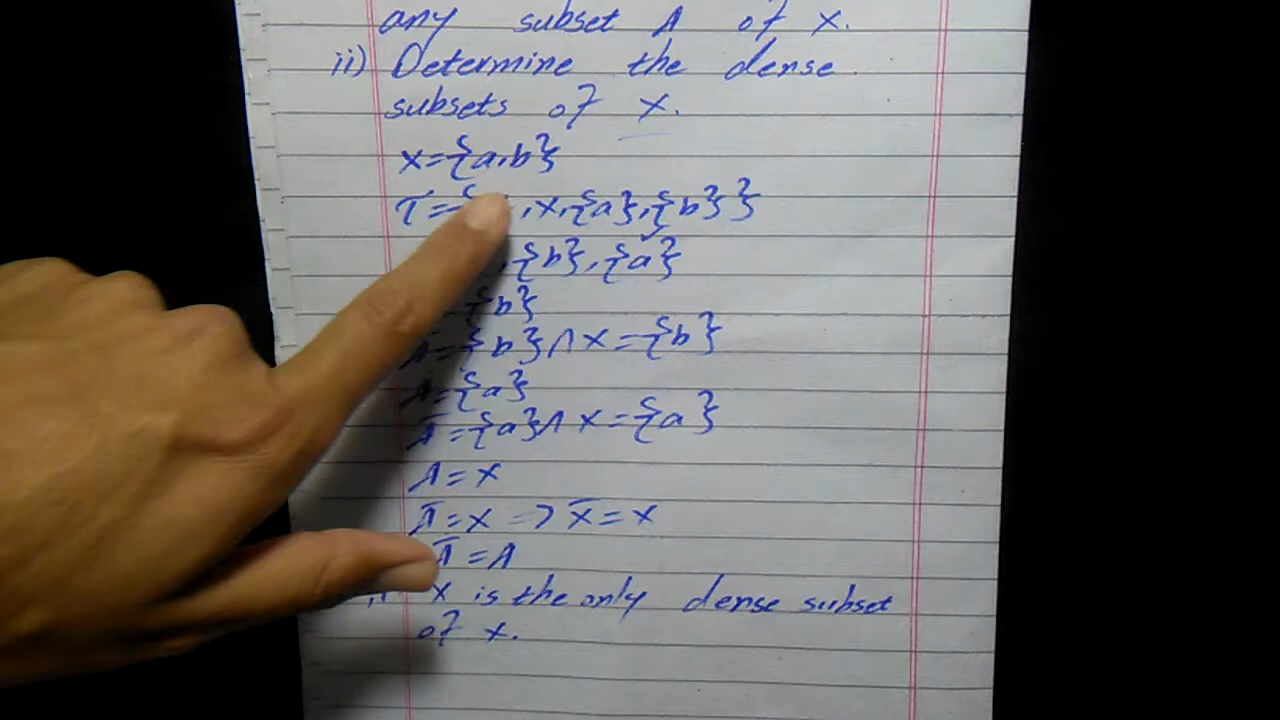 any subset A of X.
ii) Determine the dense
subsets of X.
X={a,b}
τ={ ,X,{a},{b}}
,{b},{a}
{b}
Ā={b}∩X={b}
A={a}
Ā={a}∩X={a}
A=X
Ā=X => X̄=X
Ā=A
X is the only dense subset
of X.